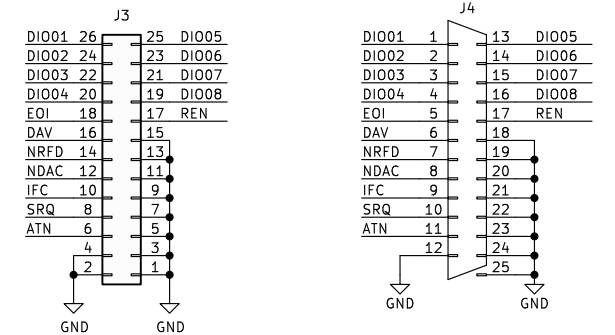 J3 J4
DIO01 26 25 DIO05 DIO01 1 13 DIO05
DIO02 24 23 DIO06 DIO02 2 14 DIO06
DIO03 22 21 DIO07 DIO03 3 15 DIO07
DIO04 20 19 DIO08 DIO04 4 16 DIO08
EOI 18 17 REN EOI 5 17 REN
DAV 16 15 DAV 6 18
NRFD 14 13 NRFD 7 19
NDAC 12 11 NDAC 8 20
IFC 10 9 IFC 9 21
SRQ 8 7 SRQ 10 22
ATN 6 5 ATN 11 23
4 3 12 24
2 1 25
GND GND GND GND